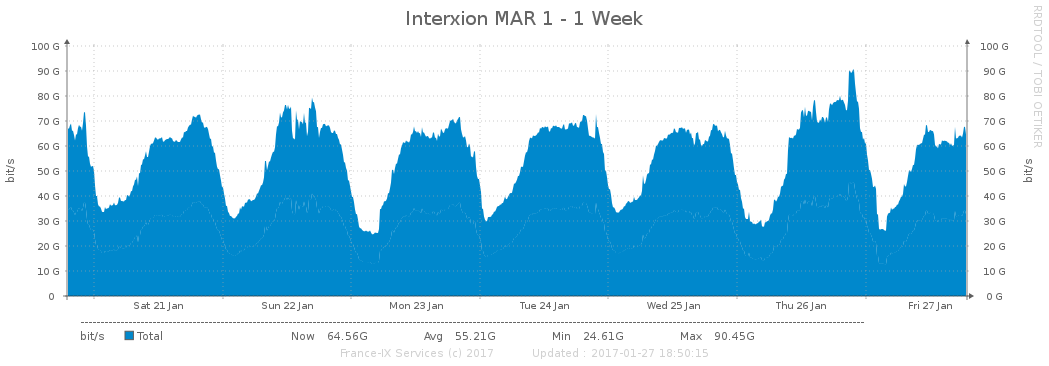 Interxion MAR 1 - 1 Week
RRDTOOL / TOBI OETIKER
bit/s
100 G 100 G
90 G 90 G
80 G 80 G
70 G 70 G
60 G 60 G
50 G 50 G
40 G 40 G
30 G 30 G
20 G 20 G
10 G 10 G
0 0 G
bit/s
Sat 21 Jan Sun 22 Jan Mon 23 Jan Tue 24 Jan Wed 25 Jan Thu 26 Jan Fri 27 Jan
bit/s Total Now 64.56G Avg 55.21G Min 24.61G Max 90.45G
France-IX Services (c) 2017 Updated : 2017-01-27 18:50:15